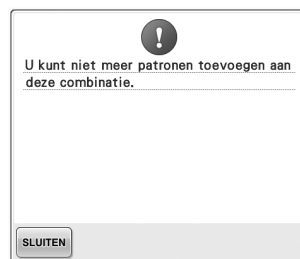 U kunt niet meer patronen toevoegen aan
deze combinatie.
SLUITEN